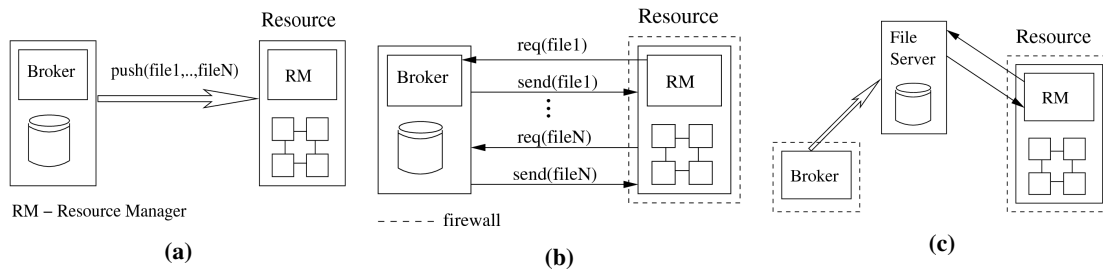 Resource
Broker
push(file1,..,fileN)
RM
RM – Resource Manager
(a)
Resource
req(file1)
Broker
send(file1)
RM
req(fileN)
send(fileN)
firewall
(b)
File
Server
Resource
RM
Broker
(c)